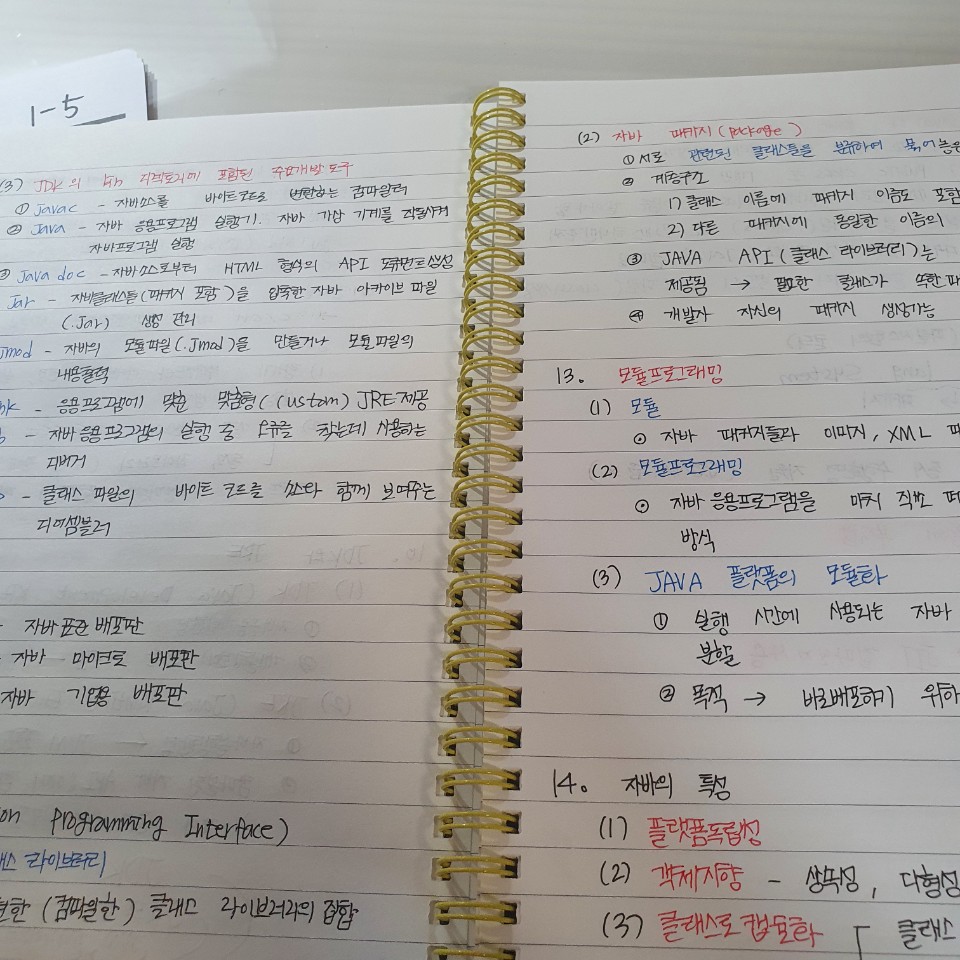 1-5
(3) JDK의 bin 디렉토리에 포함된 주요개발 도구
① Javac - 자바소스를 바이트코드로 변환하는 컴파일러
② Java - 자바 응용프로그램 실행기. 자바 가상 기계를 작동시켜
자바프로그램 실행
③ Java doc - 자바소스로부터 HTML 형식의 API 도큐먼트 생성
Jar - 자바클래스들(패키지 포함)을 압축한 자바 아카이브 파일
(.Jar) 생성 관리
Jmod - 자바의 모듈파일(.Jmod)을 만들거나 모듈파일의
내용출력
nk - 응용프로그램에 맞춘 맞춤형(Custom) JRE제공
- 자바응용프로그램의 실행 중 오류를 찾는데 사용하는
디버거
- 클래스 파일의 바이트 코드를 소스와 함께 보여주는
디어셈블러
- 자바표준 배포판
- 자바 마이크로 배포판
자바 기업용 배포판
on Programming Interface)
래스 라이브러리
현한(컴파일한) 클래스 라이브러리의 집합
(2) 자바 패키지(package)
① 서로 관련된 클래스들을 분류하여 묶어 놓은
② 계층구조
1) 클래스 이름에 패키지 이름도 포함
2) 다른 패키지에 동일한 이름의
③ JAVA API(클래스 라이브러리)는
제공됨 → 필요한 클래스가 속한 패
④ 개발자 자신의 패키지 생성가능
13. 모듈프로그래밍
(1) 모듈
⊙ 자바 패키지들과 이미지, XML 파
(2) 모듈프로그래밍
⊙ 자바 응용프로그램을 마치 직소 퍼
방식
(3) JAVA 플랫폼의 모듈화
① 실행 시간에 사용되는 자바
분할
② 목적 → 바로배포하기 위하
14. 자바의 특성
(1) 플랫폼독립성
(2) 객체지향 - 상속성, 다형성
(3) 클래스로 캡슐화 클래스